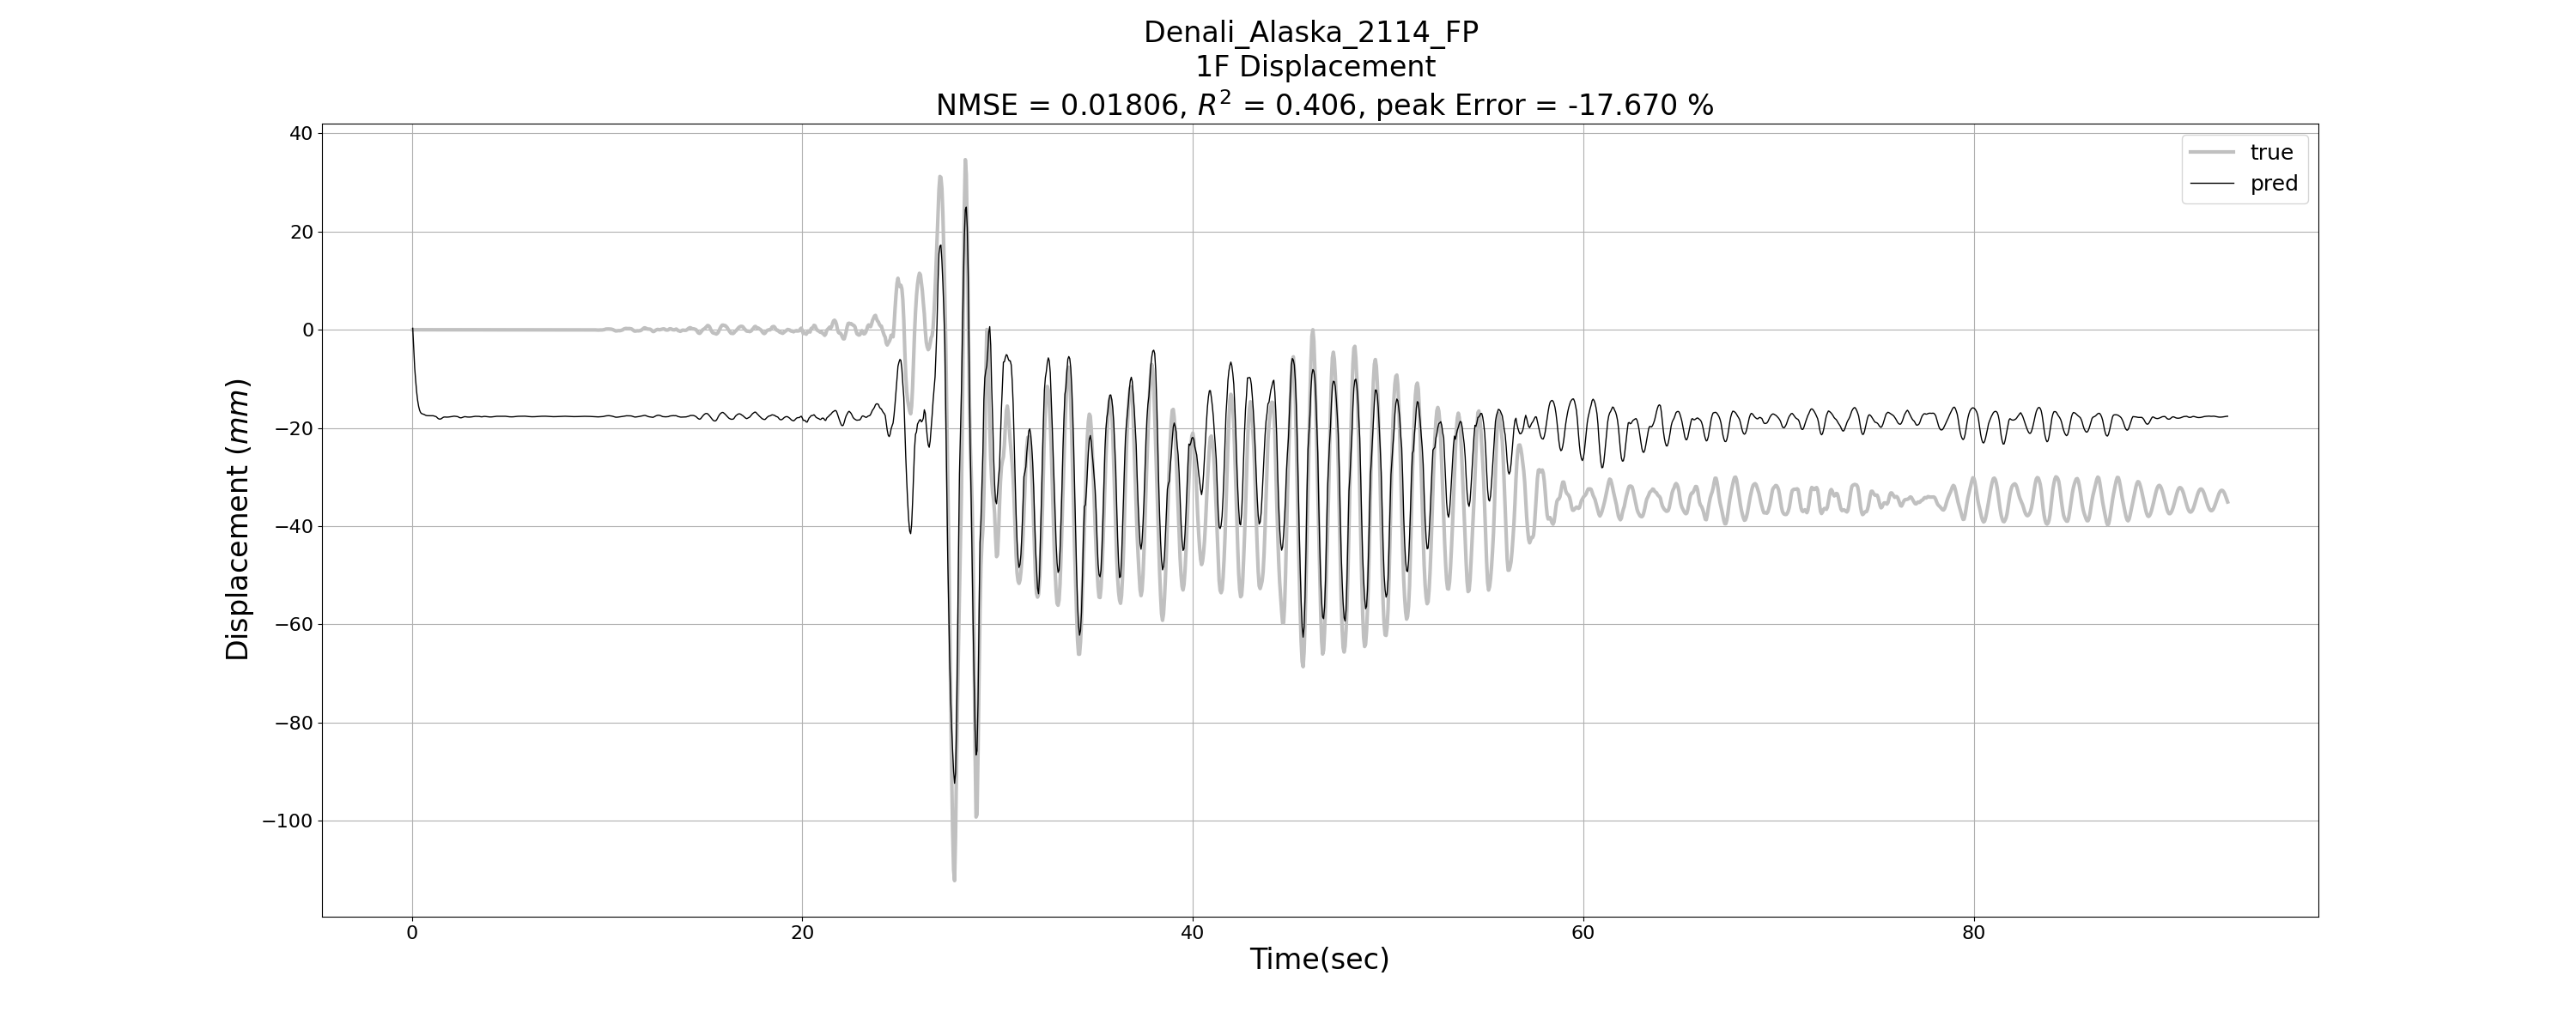 Denali_Alaska_2114_FP
1F Displacement
NMSE = 0.01806, R² = 0.406, peak Error = -17.670 %
40
20
0
−20
−40
−60
−80
−100
Displacement (mm)
true
pred
0 20 40 60 80
Time(sec)